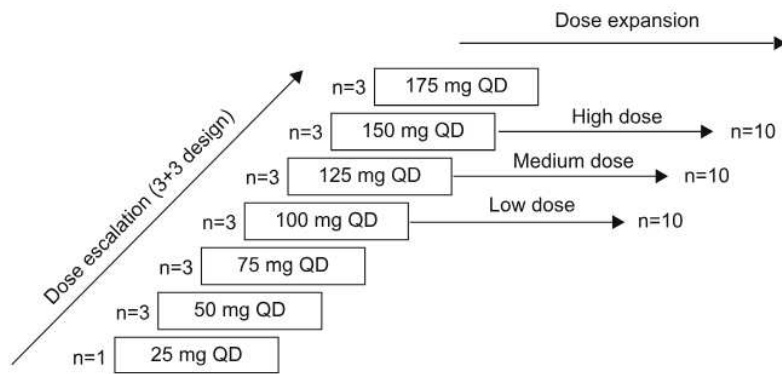 Dose expansion
n=3 175 mg QD
n=3 150 mg QD High dose n=10
n=3 125 mg QD Medium dose n=10
n=3 100 mg QD Low dose n=10
n=3 75 mg QD
n=3 50 mg QD
n=1 25 mg QD
Dose escalation (3+3 design)